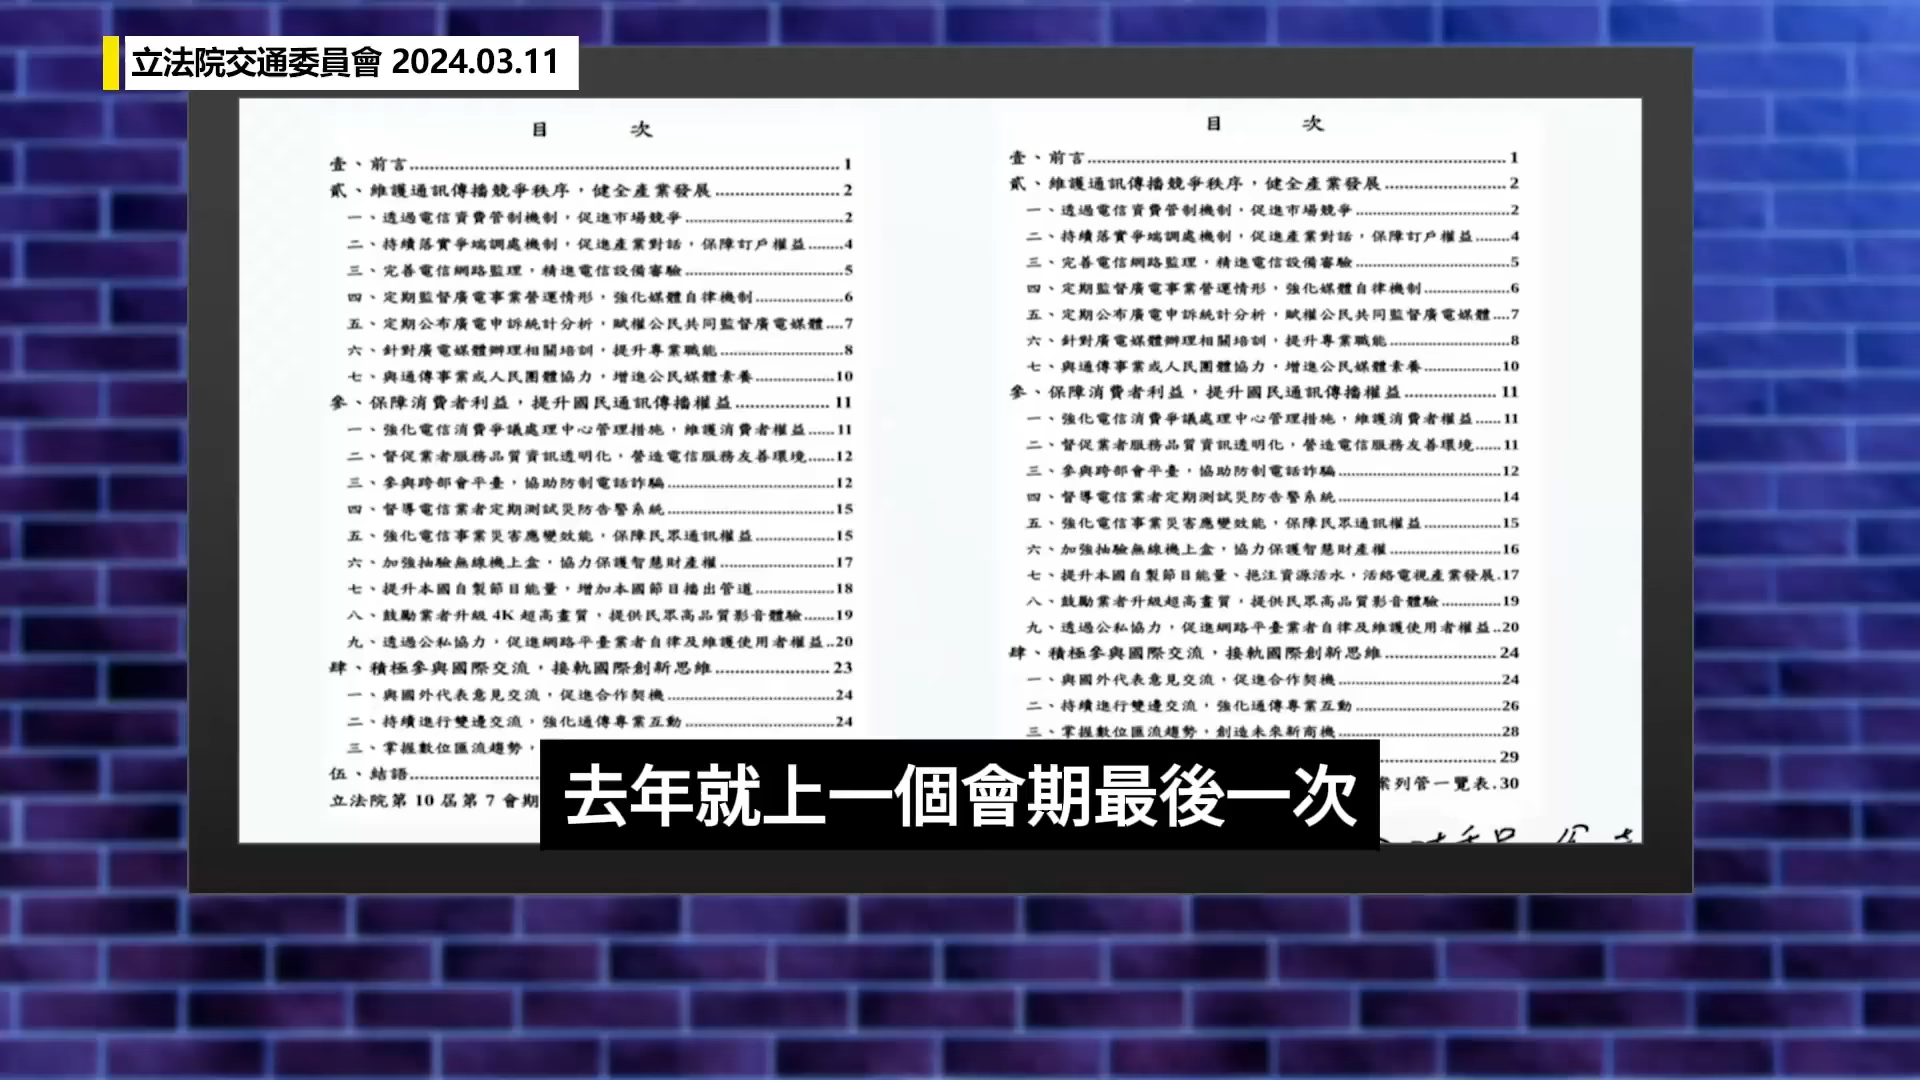 立法院交通委員會 2024.03.11
目 次
壹、前言 1
貳、維護通訊傳播競爭秩序，健全產業發展 2
一、透過電信資費管制機制，促進市場競爭 2
二、持續落實爭端調處機制，促進產業對話，保障訂戶權益 4
三、完善電信網路監理，精進電信設備審驗 5
四、定期監督廣電事業營運情形，強化媒體自律機制 6
五、定期公布廣電申訴統計分析，賦權公民共同監督廣電媒體 7
六、針對廣電媒體辦理相關培訓，提升專業職能 8
七、與通傳事業或人民團體協力，增進公民媒體素養 10
參、保障消費者利益，提升國民通訊傳播權益 11
一、強化電信消費爭議處理中心管理措施，維護消費者權益 11
二、督促業者服務品質資訊透明化，營造電信服務友善環境 12
三、參與跨部會平臺，協助防制電話詐騙 12
四、督導電信業者定期測試災防告警系統 15
五、強化電信事業災害應變效能，保障民眾通訊權益 15
六、加強抽驗無線機上盒，協力保護智慧財產權 17
七、提升本國自製節目能量，增加本國節目播出管道 18
八、鼓勵業者升級 4K 超高畫質，提供民眾高品質影音體驗 19
九、透過公私協力，促進網路平臺業者自律及維護使用者權益 20
肆、積極參與國際交流，接軌國際創新思維 23
一、與國外代表意見交流，促進合作契機 24
二、持續進行雙邊交流，強化通傳專業互動 24
三、掌握數位匯流趨勢，
伍、結語
立法院第 10 屆第 7 會期
目 次
壹、前言 1
貳、維護通訊傳播競爭秩序，健全產業發展 2
一、透過電信資費管制機制，促進市場競爭 2
二、持續落實爭端調處機制，促進產業對話，保障訂戶權益 4
三、完善電信網路監理，精進電信設備審驗 5
四、定期監督廣電事業營運情形，強化媒體自律機制 6
五、定期公布廣電申訴統計分析，賦權公民共同監督廣電媒體 7
六、針對廣電媒體辦理相關培訓，提升專業職能 8
七、與通傳事業或人民團體協力，增進公民媒體素養 10
參、保障消費者利益，提升國民通訊傳播權益 11
一、強化電信消費爭議處理中心管理措施，維護消費者權益 11
二、督促業者服務品質資訊透明化，營造電信服務友善環境 11
三、參與跨部會平臺，協助防制電話詐騙 12
四、督導電信業者定期測試災防告警系統 14
五、強化電信事業災害應變效能，保障民眾通訊權益 15
六、加強抽驗無線機上盒，協力保護智慧財產權 16
七、提升本國自製節目能量、挹注資源活水，活絡電視產業發展 17
八、鼓勵業者升級超高畫質，提供民眾高品質影音體驗 19
九、透過公私協力，促進網路平臺業者自律及維護使用者權益 20
肆、積極參與國際交流，接軌國際創新思維 24
一、與國外代表意見交流，促進合作契機 24
二、持續進行雙邊交流，強化通傳專業互動 26
三、掌握數位匯流趨勢，創造未來新商機 28
29
案列管一覽表 30
去年就上一個會期最後一次